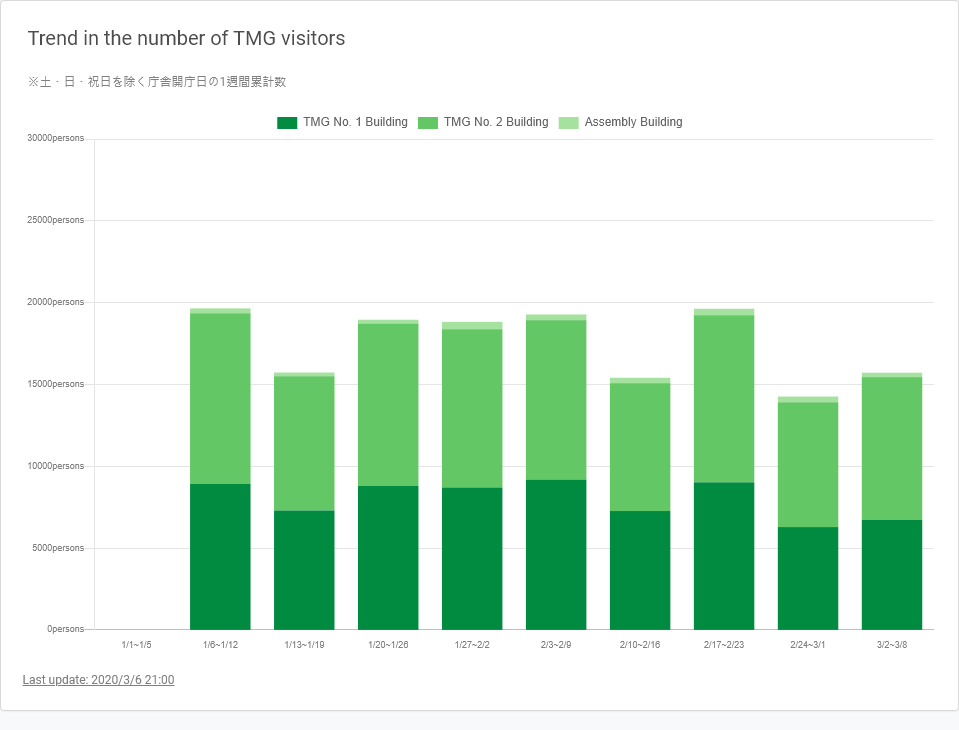 Trend in the number of TMG visitors
※土・日・祝日を除く庁舎開庁日の1週間累計数
TMG No. 1 Building TMG No. 2 Building Assembly Building
30000persons
25000persons
20000persons
15000persons
10000persons
5000persons
0persons
1/1~1/5 1/6~1/12 1/13~1/19 1/20~1/26 1/27~2/2 2/3~2/9 2/10~2/16 2/17~2/23 2/24~3/1 3/2~3/8
Last update: 2020/3/6 21:00